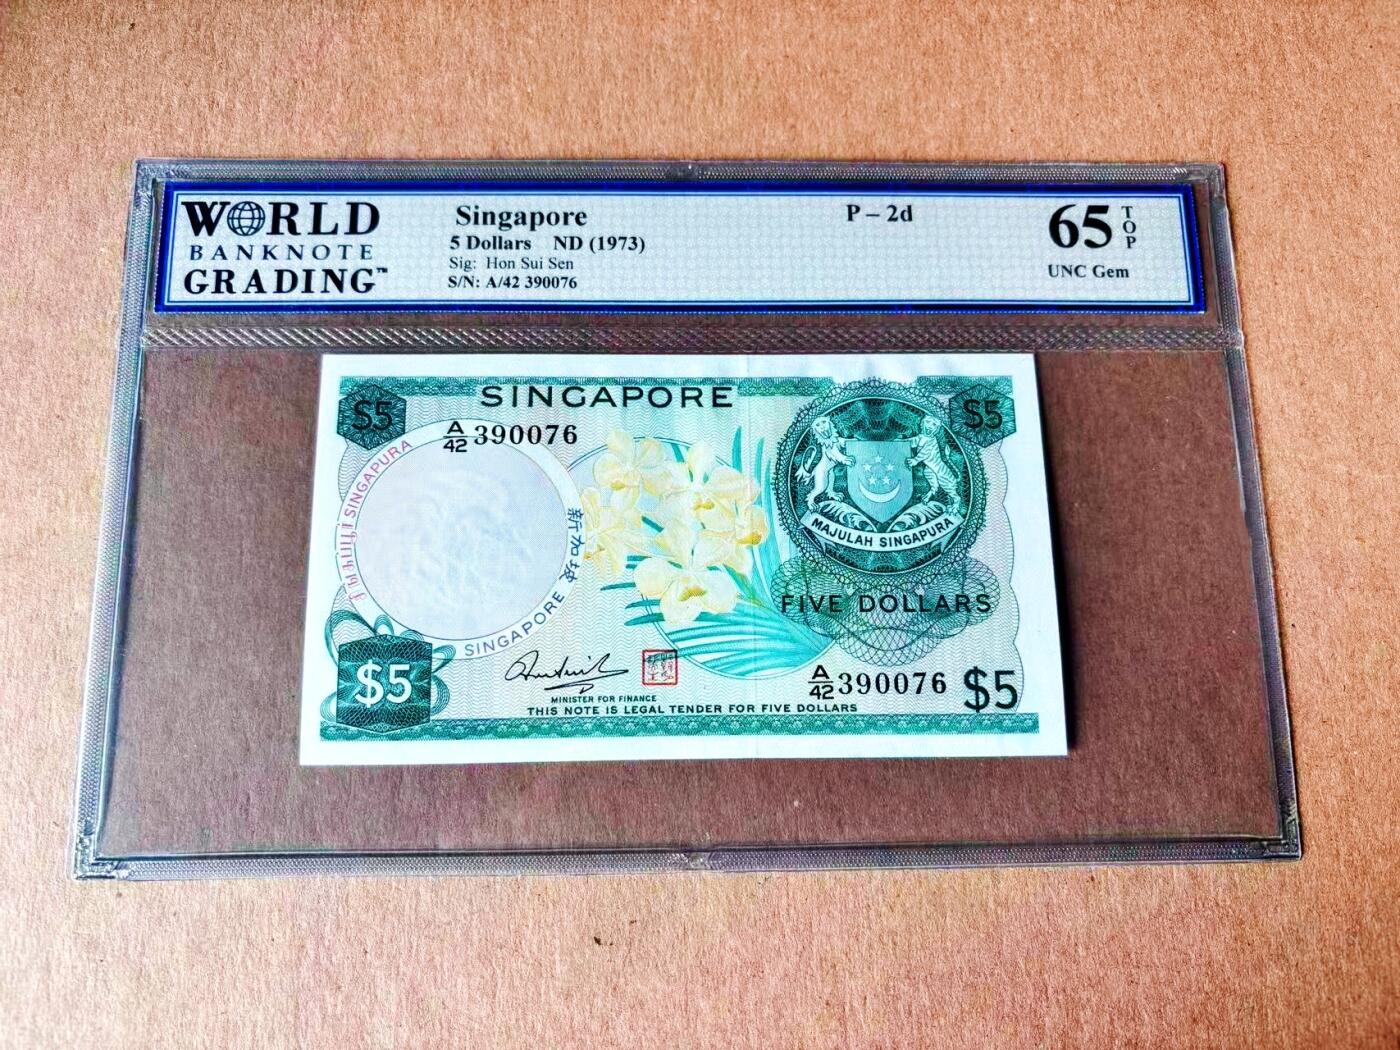 WORLD
BANKNOTE
GRADING™
Singapore
5 Dollars ND (1973)
Sig: Hon Sui Sen
S/N: A/42 390076
P – 2d
65 TOP
UNC Gem
$5
SINGAPORE
$5
A/42 390076
SINGAPURA
新加坡
SINGAPORE
MAJULAH SINGAPURA
FIVE DOLLARS
$5
MINISTER FOR FINANCE
THIS NOTE IS LEGAL TENDER FOR FIVE DOLLARS
A/42 390076
$5